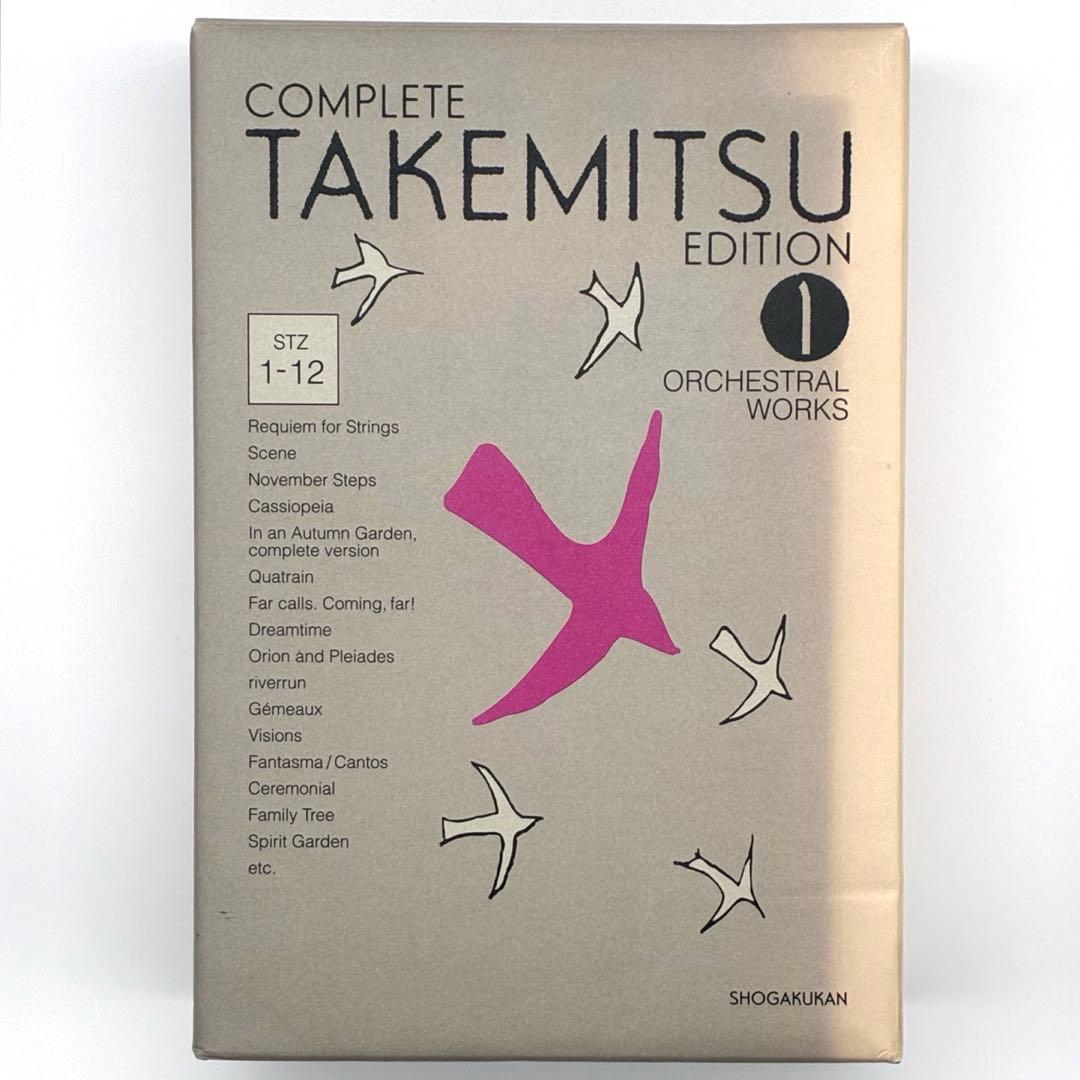 COMPLETE
TAKEMITSU
EDITION
1
ORCHESTRAL
WORKS
STZ
1-12
Requiem for Strings
Scene
November Steps
Cassiopeia
In an Autumn Garden,
complete version
Quatrain
Far calls. Coming, far!
Dreamtime
Orion and Pleiades
riverrun
Gémeaux
Visions
Fantasma/Cantos
Ceremonial
Family Tree
Spirit Garden
etc.
SHOGAKUKAN